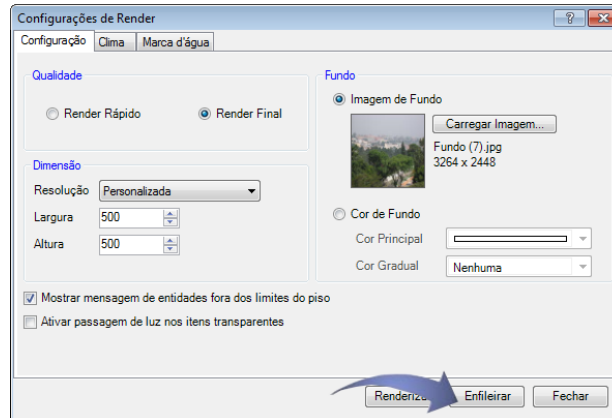 Configurações de Render
Configuração Clima Marca d'água
Qualidade
Render Rápido Render Final
Dimensão
Resolução Personalizada
Largura 500
Altura 500
Fundo
Imagem de Fundo
Carregar Imagem...
Fundo (7).jpg
3264 x 2448
Cor de Fundo
Cor Principal
Cor Gradual Nenhuma
Mostrar mensagem de entidades fora dos limites do piso
Ativar passagem de luz nos itens transparentes
Enfileirar Fechar